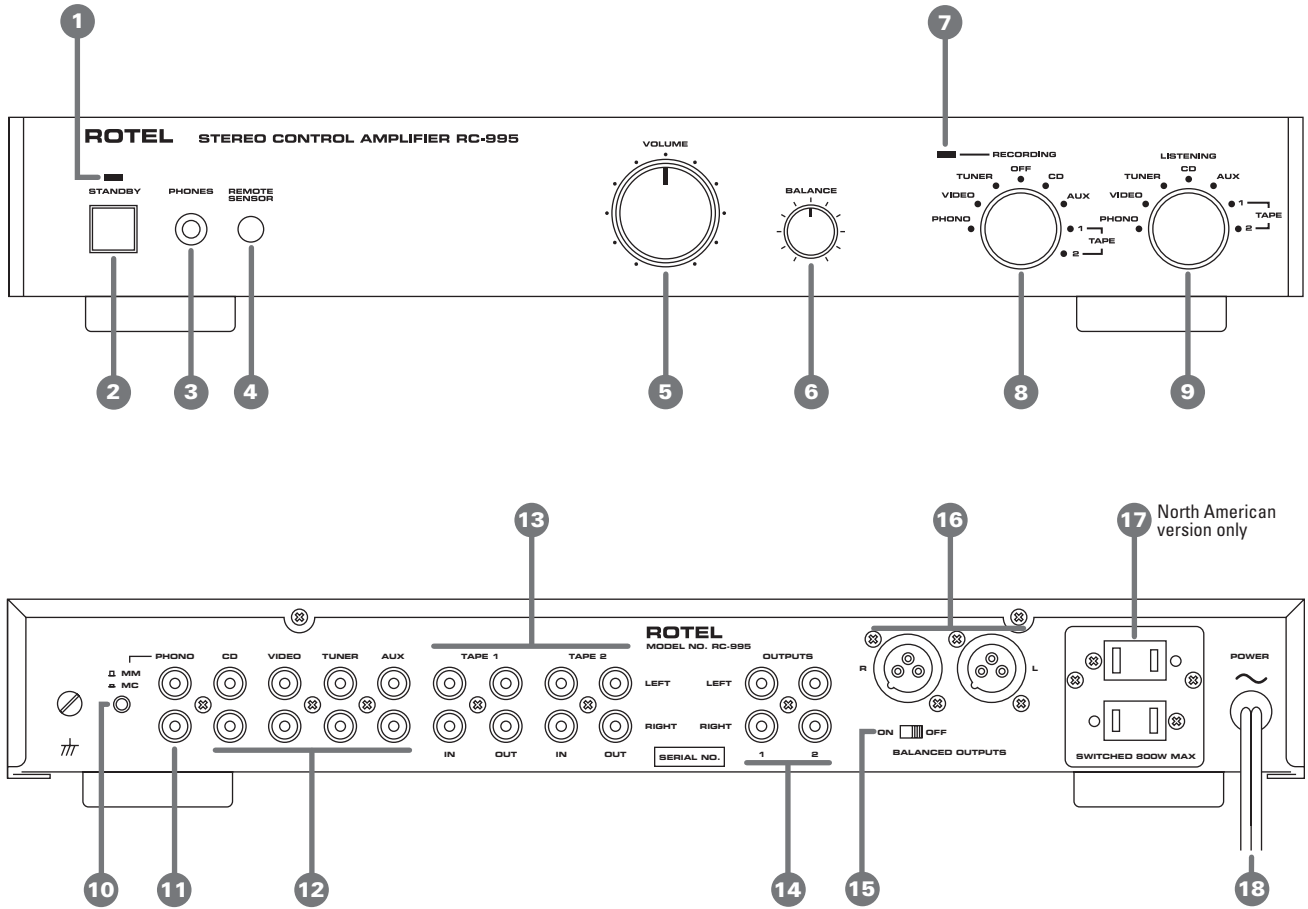 1
7
ROTEL STEREO CONTROL AMPLIFIER RC-995
STANDBY
PHONES
REMOTE
SENSOR
VOLUME
BALANCE
RECORDING
OFF
TUNER
CD
VIDEO
AUX
PHONO
1
TAPE
2
LISTENING
CD
TUNER
AUX
VIDEO
1
TAPE
PHONO
2
2
3
4
5
6
8
9
13
16
17
North American
version only
ROTEL
MODEL NO. RC-995
MM
MC
PHONO
CD
VIDEO
TUNER
AUX
TAPE 1
TAPE 2
LEFT
RIGHT
IN
OUT
IN
OUT
SERIAL NO.
OUTPUTS
LEFT
RIGHT
1
2
R
L
ON
OFF
BALANCED OUTPUTS
SWITCHED 800W MAX
POWER
10
11
12
14
15
18